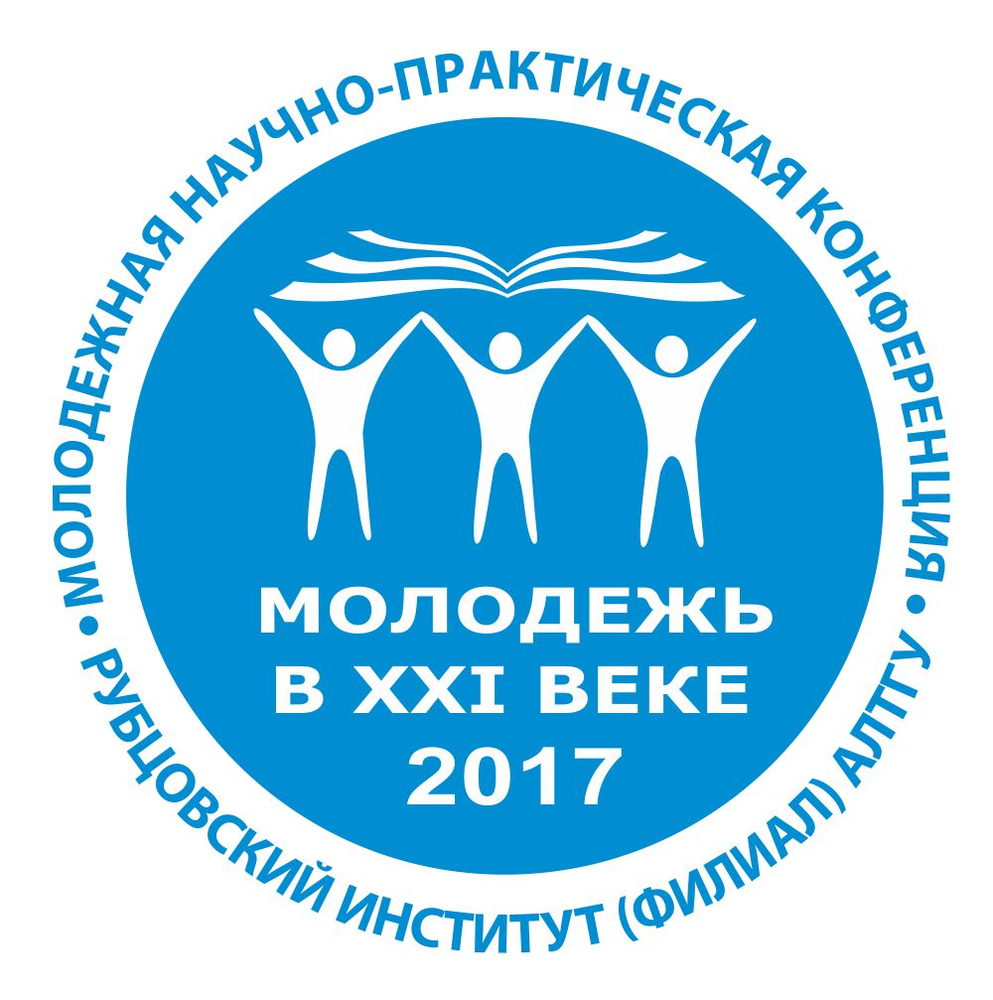 МОЛОДЕЖНАЯ НАУЧНО-ПРАКТИЧЕСКАЯ КОНФЕРЕНЦИЯ
• РУБЦОВСКИЙ ИНСТИТУТ (ФИЛИАЛ) АЛТГУ •
МОЛОДЕЖЬ
В XXI ВЕКЕ
2017